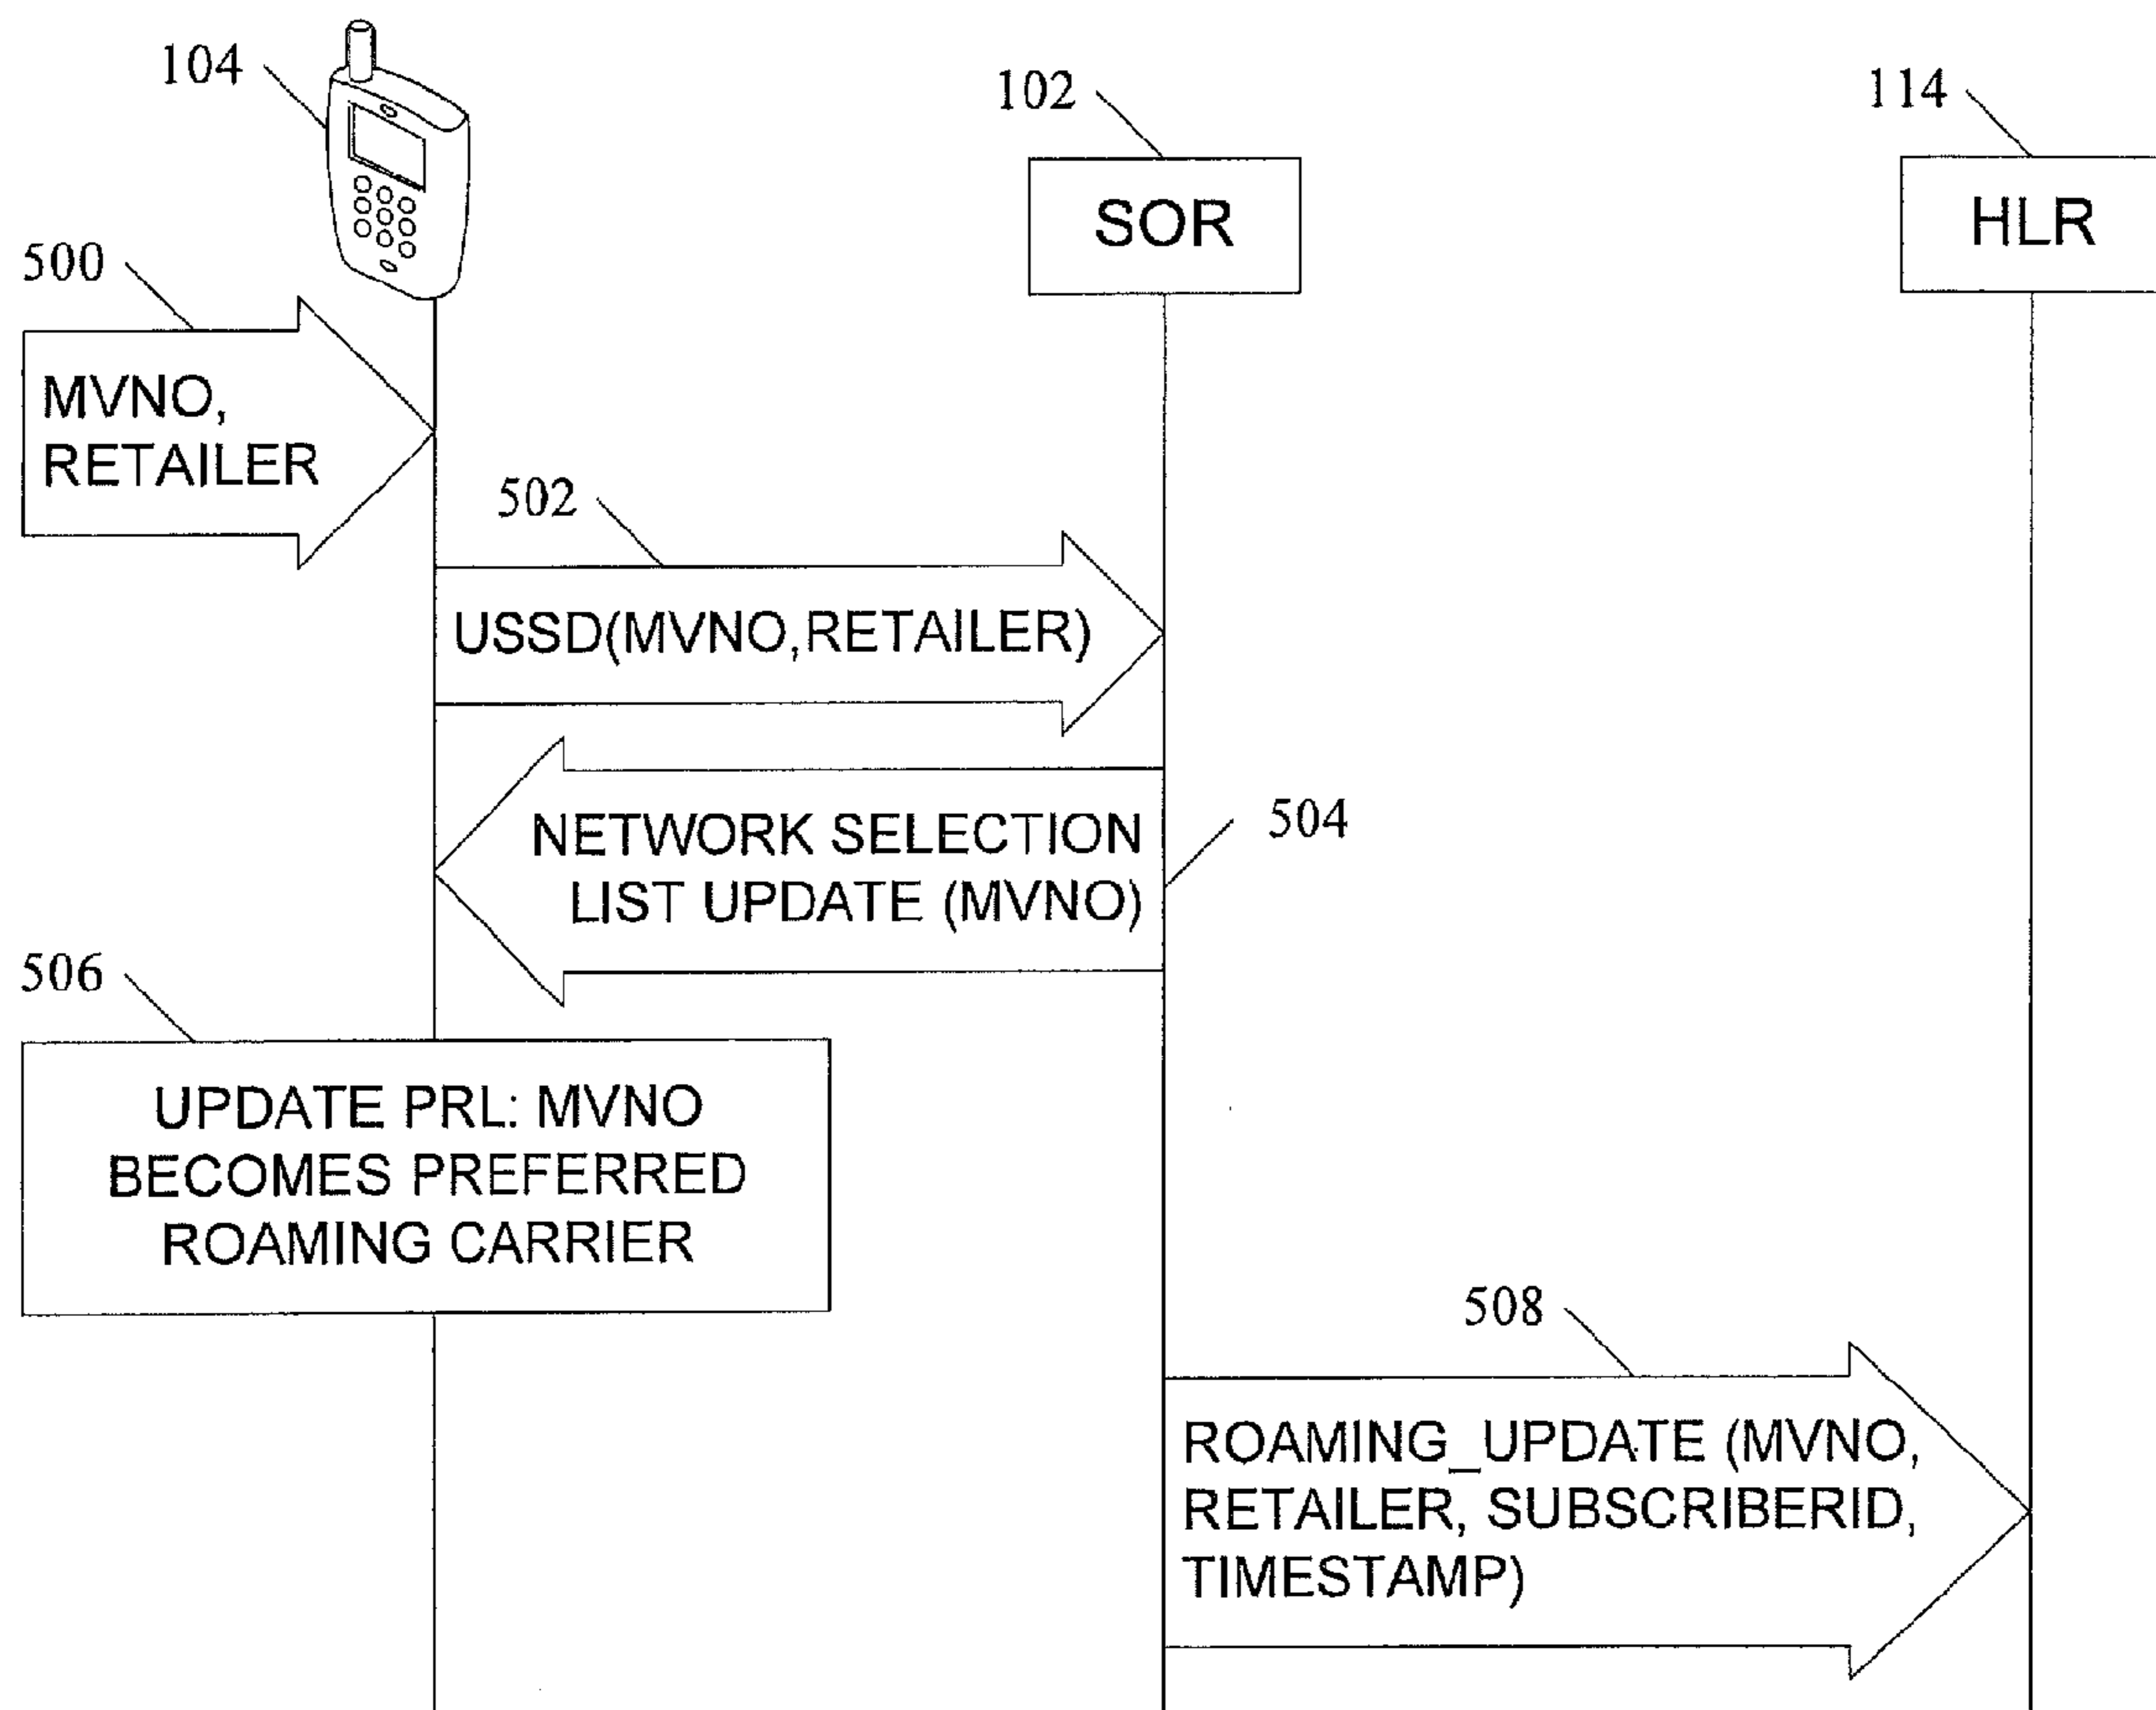 104
102
114
SOR
HLR
500
MVNO,
RETAILER
502
USSD(MVNO,RETAILER)
NETWORK SELECTION
LIST UPDATE (MVNO)
504
506
UPDATE PRL: MVNO
BECOMES PREFERRED
ROAMING CARRIER
508
ROAMING_UPDATE (MVNO,
RETAILER, SUBSCRIBERID,
TIMESTAMP)